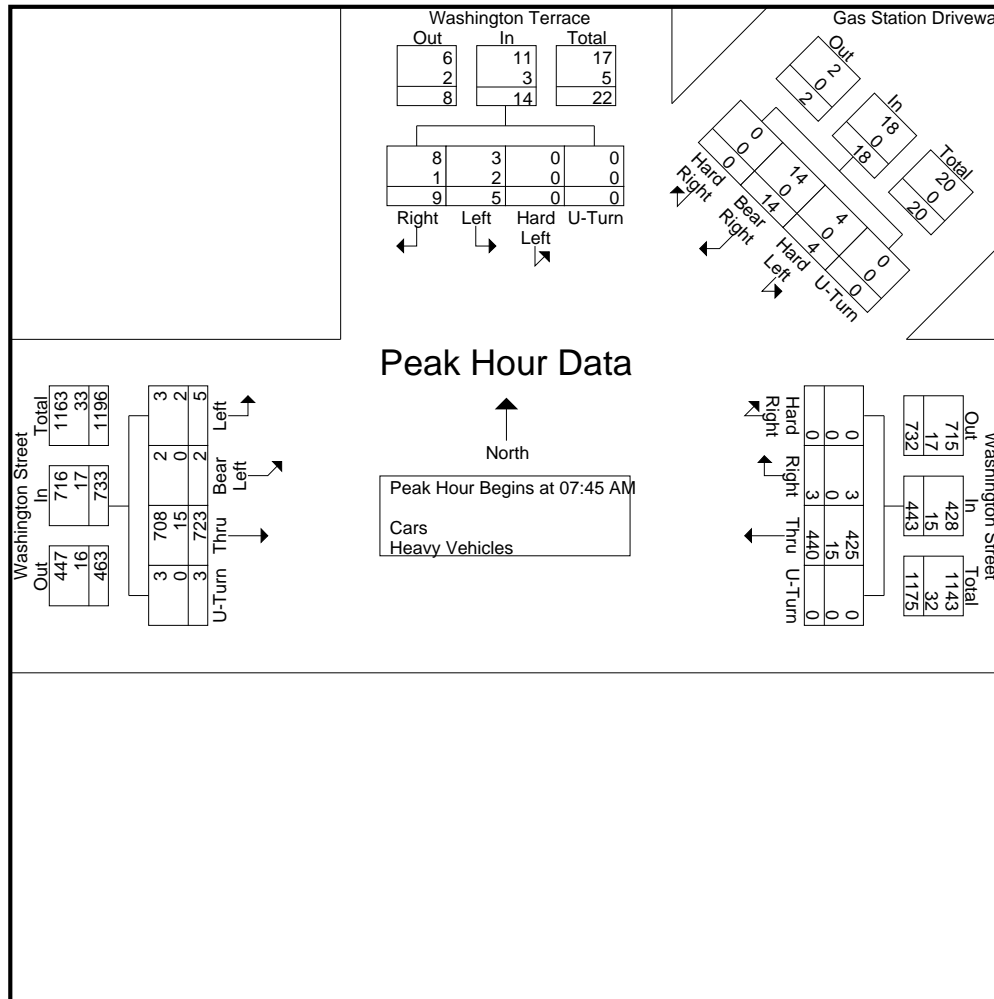 Washington Terrace
Out In Total
6 11 17
2 3 5
8 14 22
8 3 0 0
1 2 0 0
9 5 0 0
Right Left Hard Left U-Turn
Gas Station Drivewa
Out
2
0
2
In
18
0
18
Total
20
0
20
0 14 4 0
0 0 0 0
0 14 4 0
Hard Right
Bear Right
Hard Left
U-Turn
Peak Hour Data
North
Peak Hour Begins at 07:45 AM
Cars
Heavy Vehicles
Washington Street
Out In Total
447 716 1163
16 17 33
463 733 1196
3 2 708 3
2 0 15 0
5 2 723 3
Left
Bear Left
Thru
U-Turn
Washington Street
Out In Total
715 428 1143
17 15 32
732 443 1175
0 3 425 0
0 0 15 0
0 3 440 0
Hard Right
Right
Thru
U-Turn